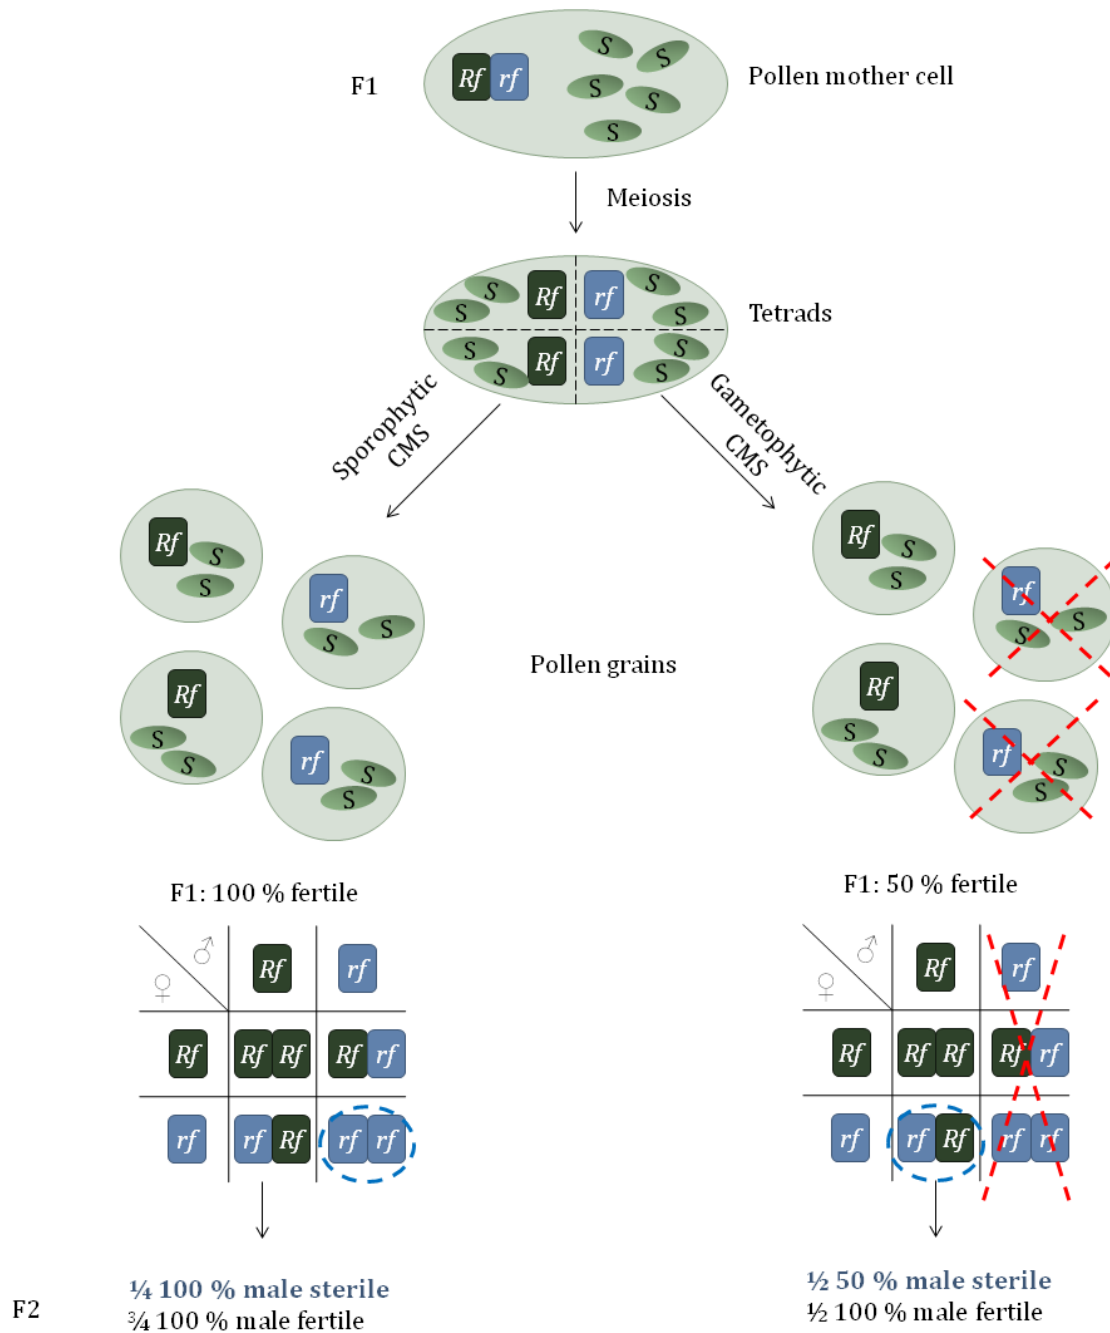 F1
Rf rf
S S S S S
Pollen mother cell
Meiosis
S S Rf rf S S
S S Rf rf S S
Tetrads
Sporophytic
CMS
Gametophytic
CMS
Rf S S
rf S S
Rf S S
rf S S
Pollen grains
Rf S S
rf S S
Rf S S
rf S S
F1: 100 % fertile
♂ Rf rf
♀
Rf Rf Rf Rf rf
rf rf Rf rf rf
F1: 50 % fertile
♂ Rf rf
♀
Rf Rf Rf Rf rf
rf rf Rf rf rf
F2
¼ 100 % male sterile
¾ 100 % male fertile
½ 50 % male sterile
½ 100 % male fertile